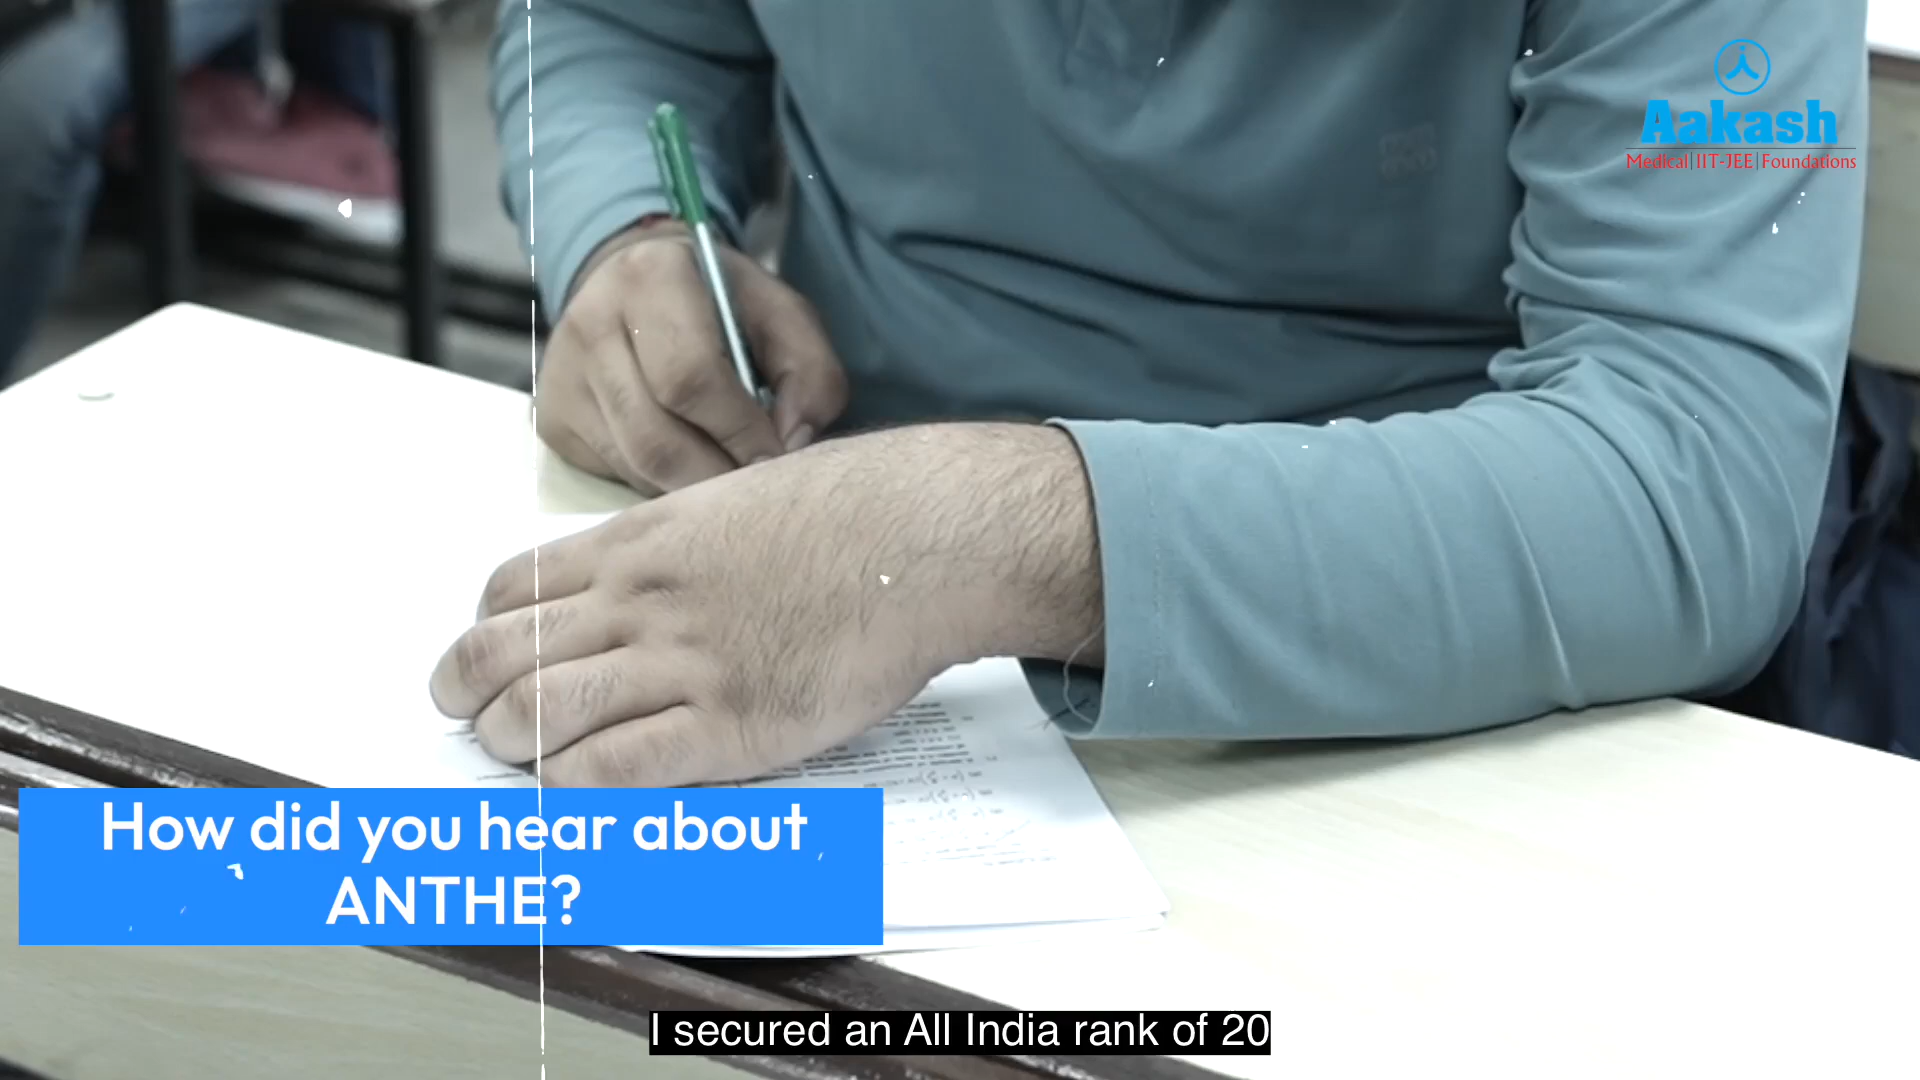 Aakash
Medical|IIT-JEE|Foundations
How did you hear about
ANTHE?
I secured an All India rank of 20